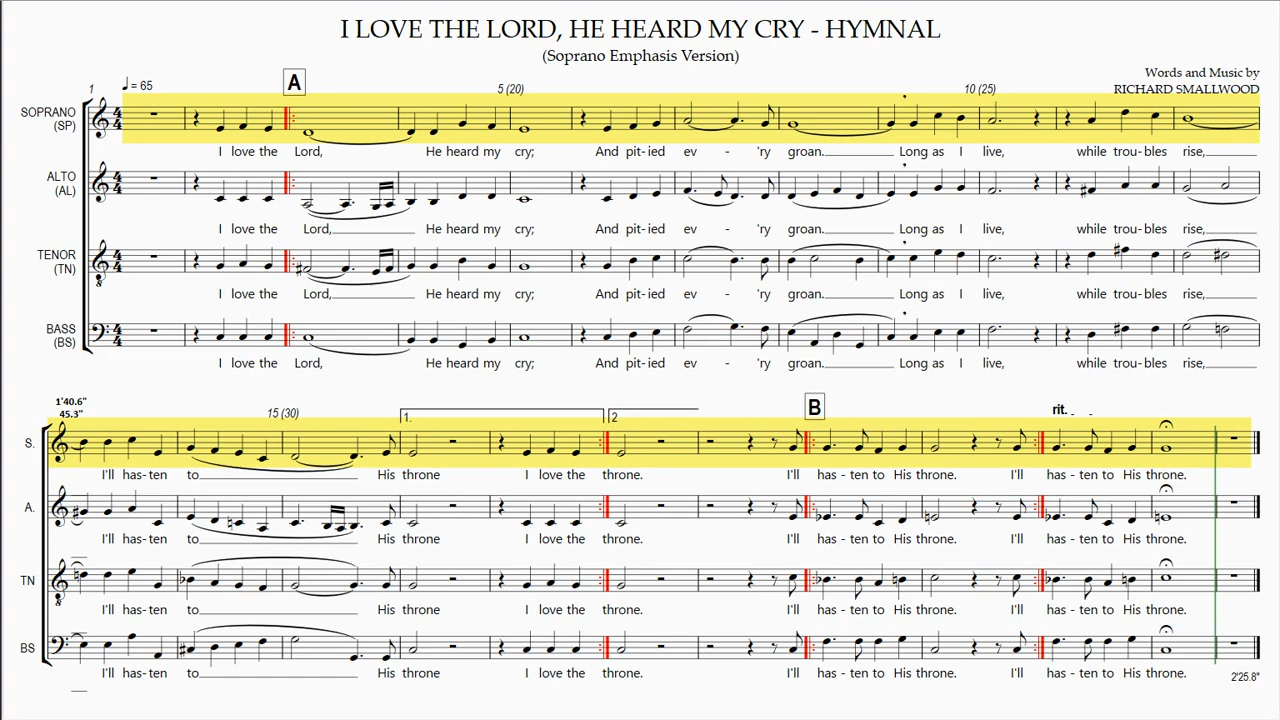 I LOVE THE LORD, HE HEARD MY CRY - HYMNAL
(Soprano Emphasis Version)
Words and Music by
RICHARD SMALLWOOD
1 ♩ = 65 A 5 (20) 10 (25)
SOPRANO
(SP)
I love the Lord, He heard my cry; And pit-ied ev - 'ry groan. Long as I live, while trou-bles rise,
ALTO
(AL)
I love the Lord, He heard my cry; And pit-ied ev - 'ry groan. Long as I live, while trou-bles rise,
TENOR
(TN)
I love the Lord, He heard my cry; And pit-ied ev - 'ry groan. Long as I live, while trou-bles rise,
BASS
(BS)
I love the Lord, He heard my cry; And pit-ied ev - 'ry groan. Long as I live, while trou-bles rise,
1'40.6"
45.3" 15 (30) 1. 2 B rit.
S.
I'll has-ten to His throne I love the throne. I'll has - ten to His throne. I'll has - ten to His throne.
A.
I'll has-ten to His throne I love the throne. I'll has - ten to His throne. I'll has - ten to His throne.
TN
I'll has-ten to His throne I love the throne. I'll has - ten to His throne. I'll has - ten to His throne.
BS
I'll has-ten to His throne I love the throne. I'll has - ten to His throne. I'll has - ten to His throne.
2'25.8"